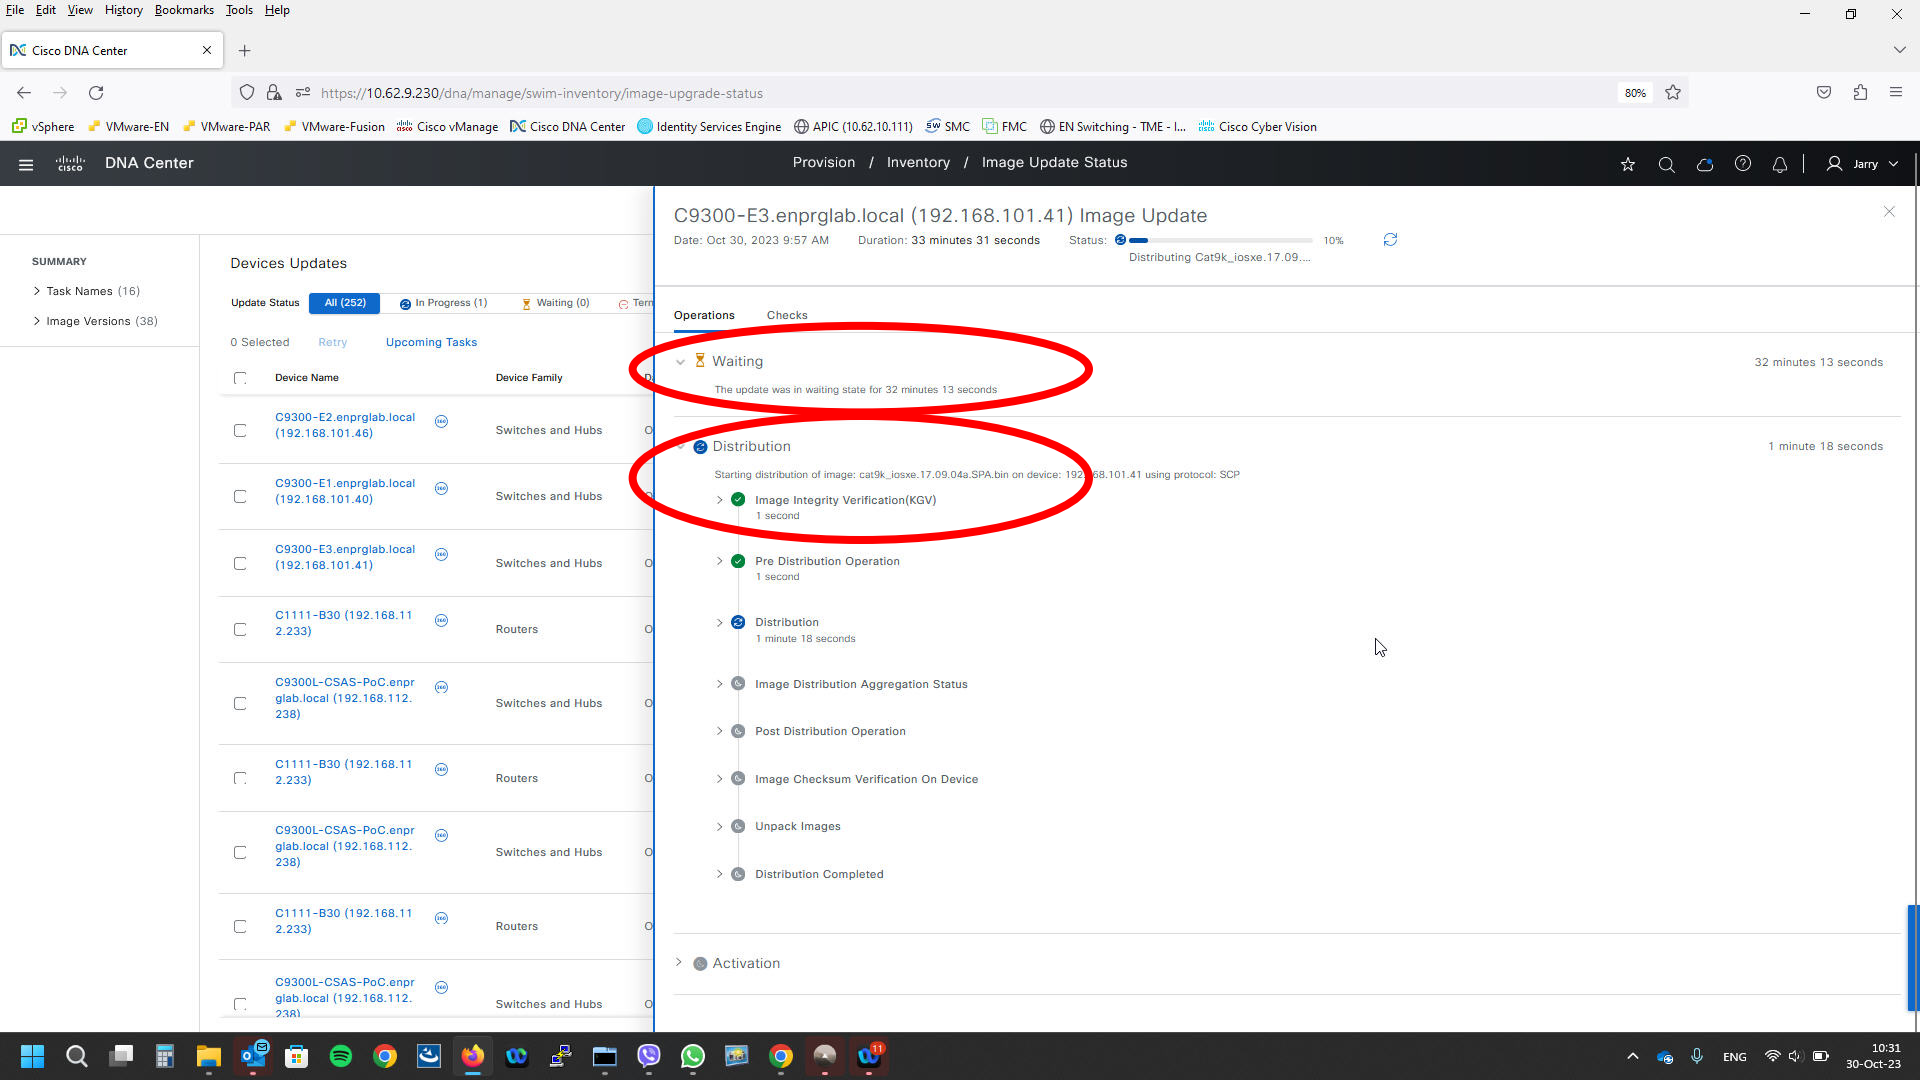 File Edit View History Bookmarks Tools Help
Cisco DNA Center
https://10.62.9.230/dna/manage/swim-inventory/image-upgrade-status
80%
vSphere VMware-EN VMware-PAR VMware-Fusion Cisco vManage Cisco DNA Center Identity Services Engine APIC (10.62.10.111) SMC FMC EN Switching - TME - I... Cisco Cyber Vision
cisco DNA Center
Provision / Inventory / Image Update Status
Jarry
SUMMARY
Task Names (16)
Image Versions (38)
Devices Updates
Update Status All (252) In Progress (1) Waiting (0) Tern
0 Selected Retry Upcoming Tasks
Device Name Device Family
C9300-E2.enprglab.local
(192.168.101.46)
Switches and Hubs
C9300-E1.enprglab.local
(192.168.101.40)
Switches and Hubs
C9300-E3.enprglab.local
(192.168.101.41)
Switches and Hubs
C1111-B30 (192.168.11
2.233)
Routers
C9300L-CSAS-PoC.enpr
glab.local (192.168.112.
238)
Switches and Hubs
C1111-B30 (192.168.11
2.233)
Routers
C9300L-CSAS-PoC.enpr
glab.local (192.168.112.
238)
Switches and Hubs
C1111-B30 (192.168.11
2.233)
Routers
C9300L-CSAS-PoC.enpr
glab.local (192.168.112.
238)
Switches and Hubs
C9300-E3.enprglab.local (192.168.101.41) Image Update
Date: Oct 30, 2023 9:57 AM Duration: 33 minutes 31 seconds Status: 10%
Distributing Cat9k_iosxe.17.09....
Operations Checks
Waiting
32 minutes 13 seconds
The update was in waiting state for 32 minutes 13 seconds
Distribution
1 minute 18 seconds
Starting distribution of image: cat9k_iosxe.17.09.04a.SPA.bin on device: 192.168.101.41 using protocol: SCP
Image Integrity Verification(KGV)
1 second
Pre Distribution Operation
1 second
Distribution
1 minute 18 seconds
Image Distribution Aggregation Status
Post Distribution Operation
Image Checksum Verification On Device
Unpack Images
Distribution Completed
Activation
11
ENG
10:31
30-Oct-23